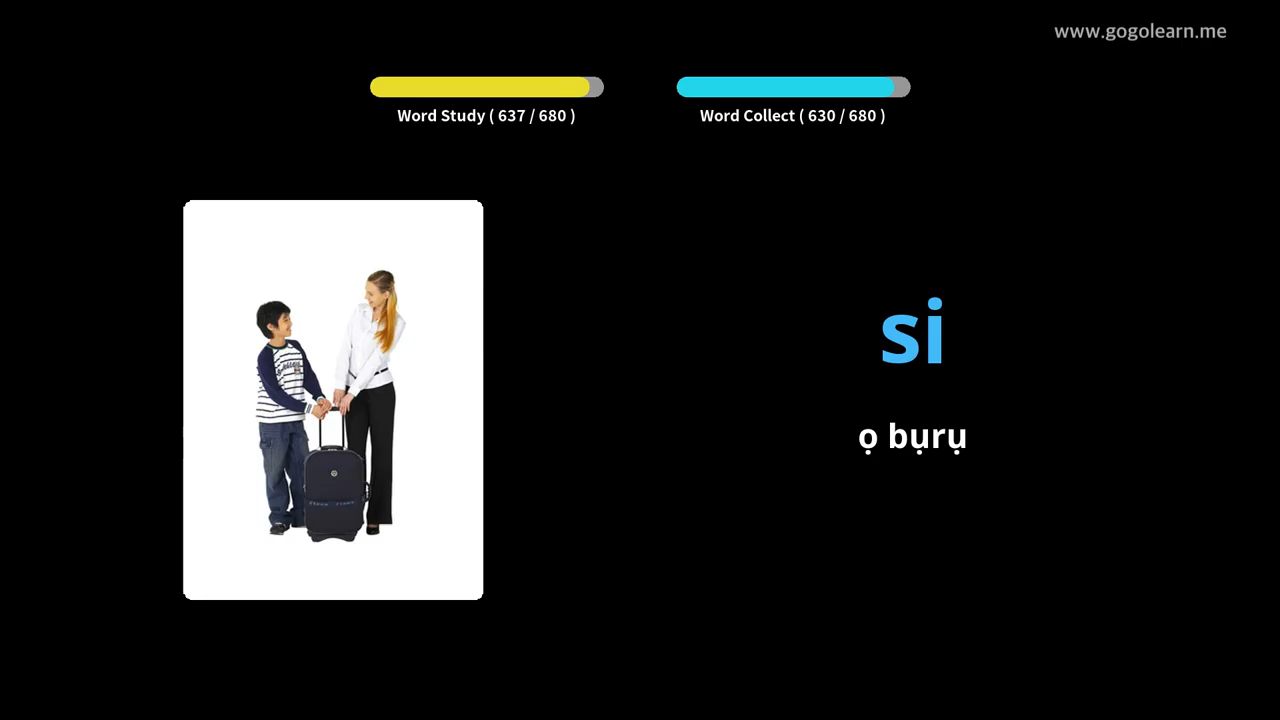 www.gogolearn.me
Word Study ( 637 / 680 )
Word Collect ( 630 / 680 )
si
ọ bụrụ